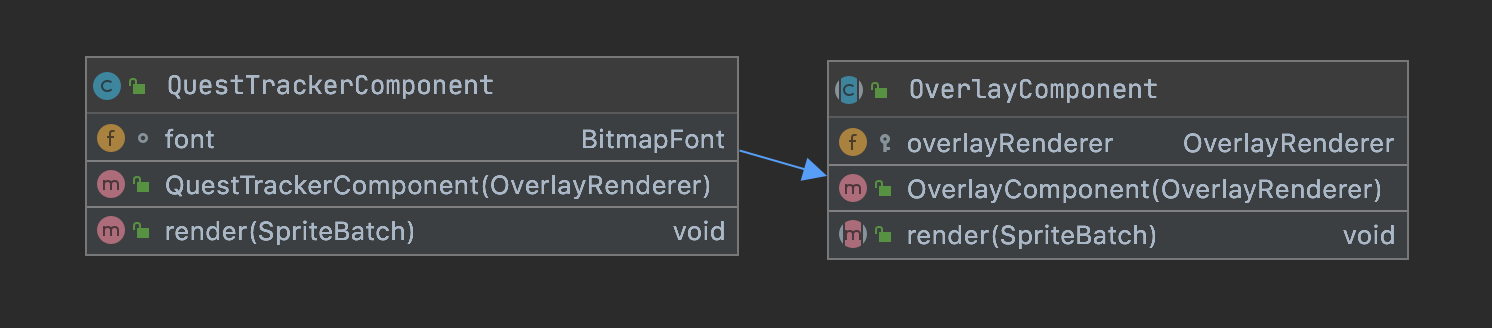 C QuestTrackerComponent
f font BitmapFont
m QuestTrackerComponent(OverlayRenderer)
m render(SpriteBatch) void
C OverlayComponent
f overlayRenderer OverlayRenderer
m OverlayComponent(OverlayRenderer)
m render(SpriteBatch) void